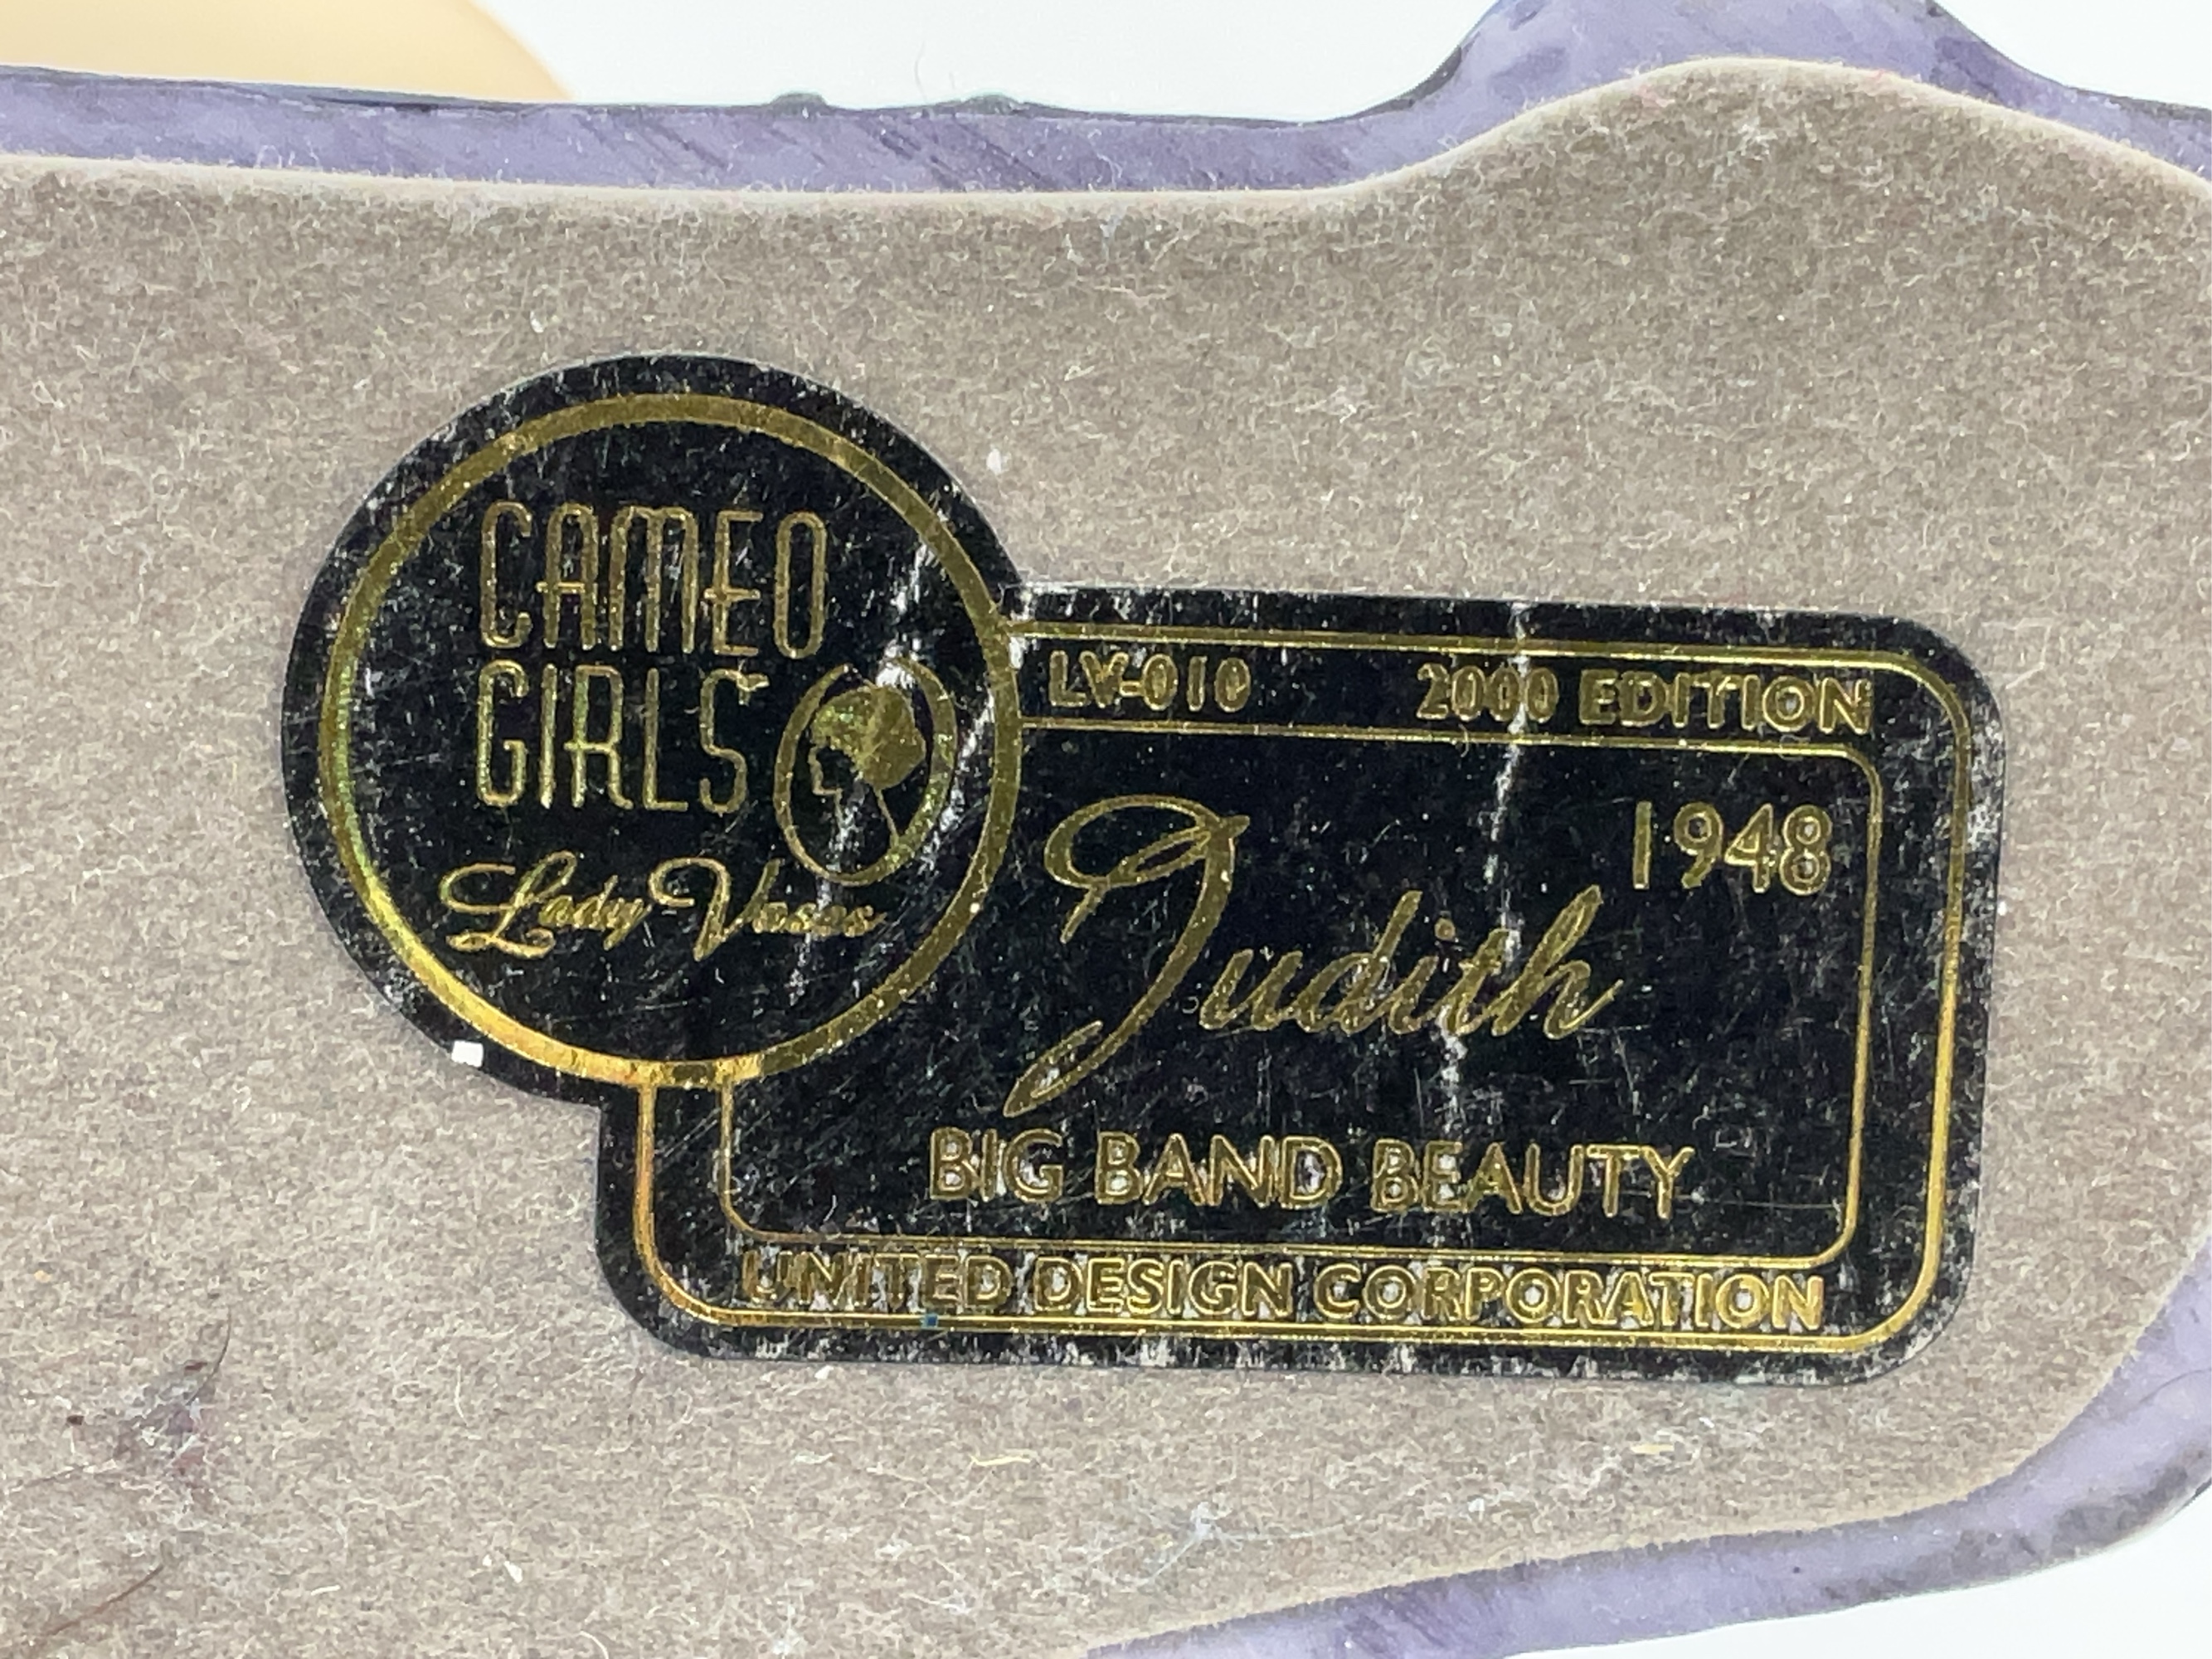 CAMEO
GIRLS
Lady Vases
LV-010 2000 EDITION
1948
Judith
BIG BAND BEAUTY
UNITED DESIGN CORPORATION